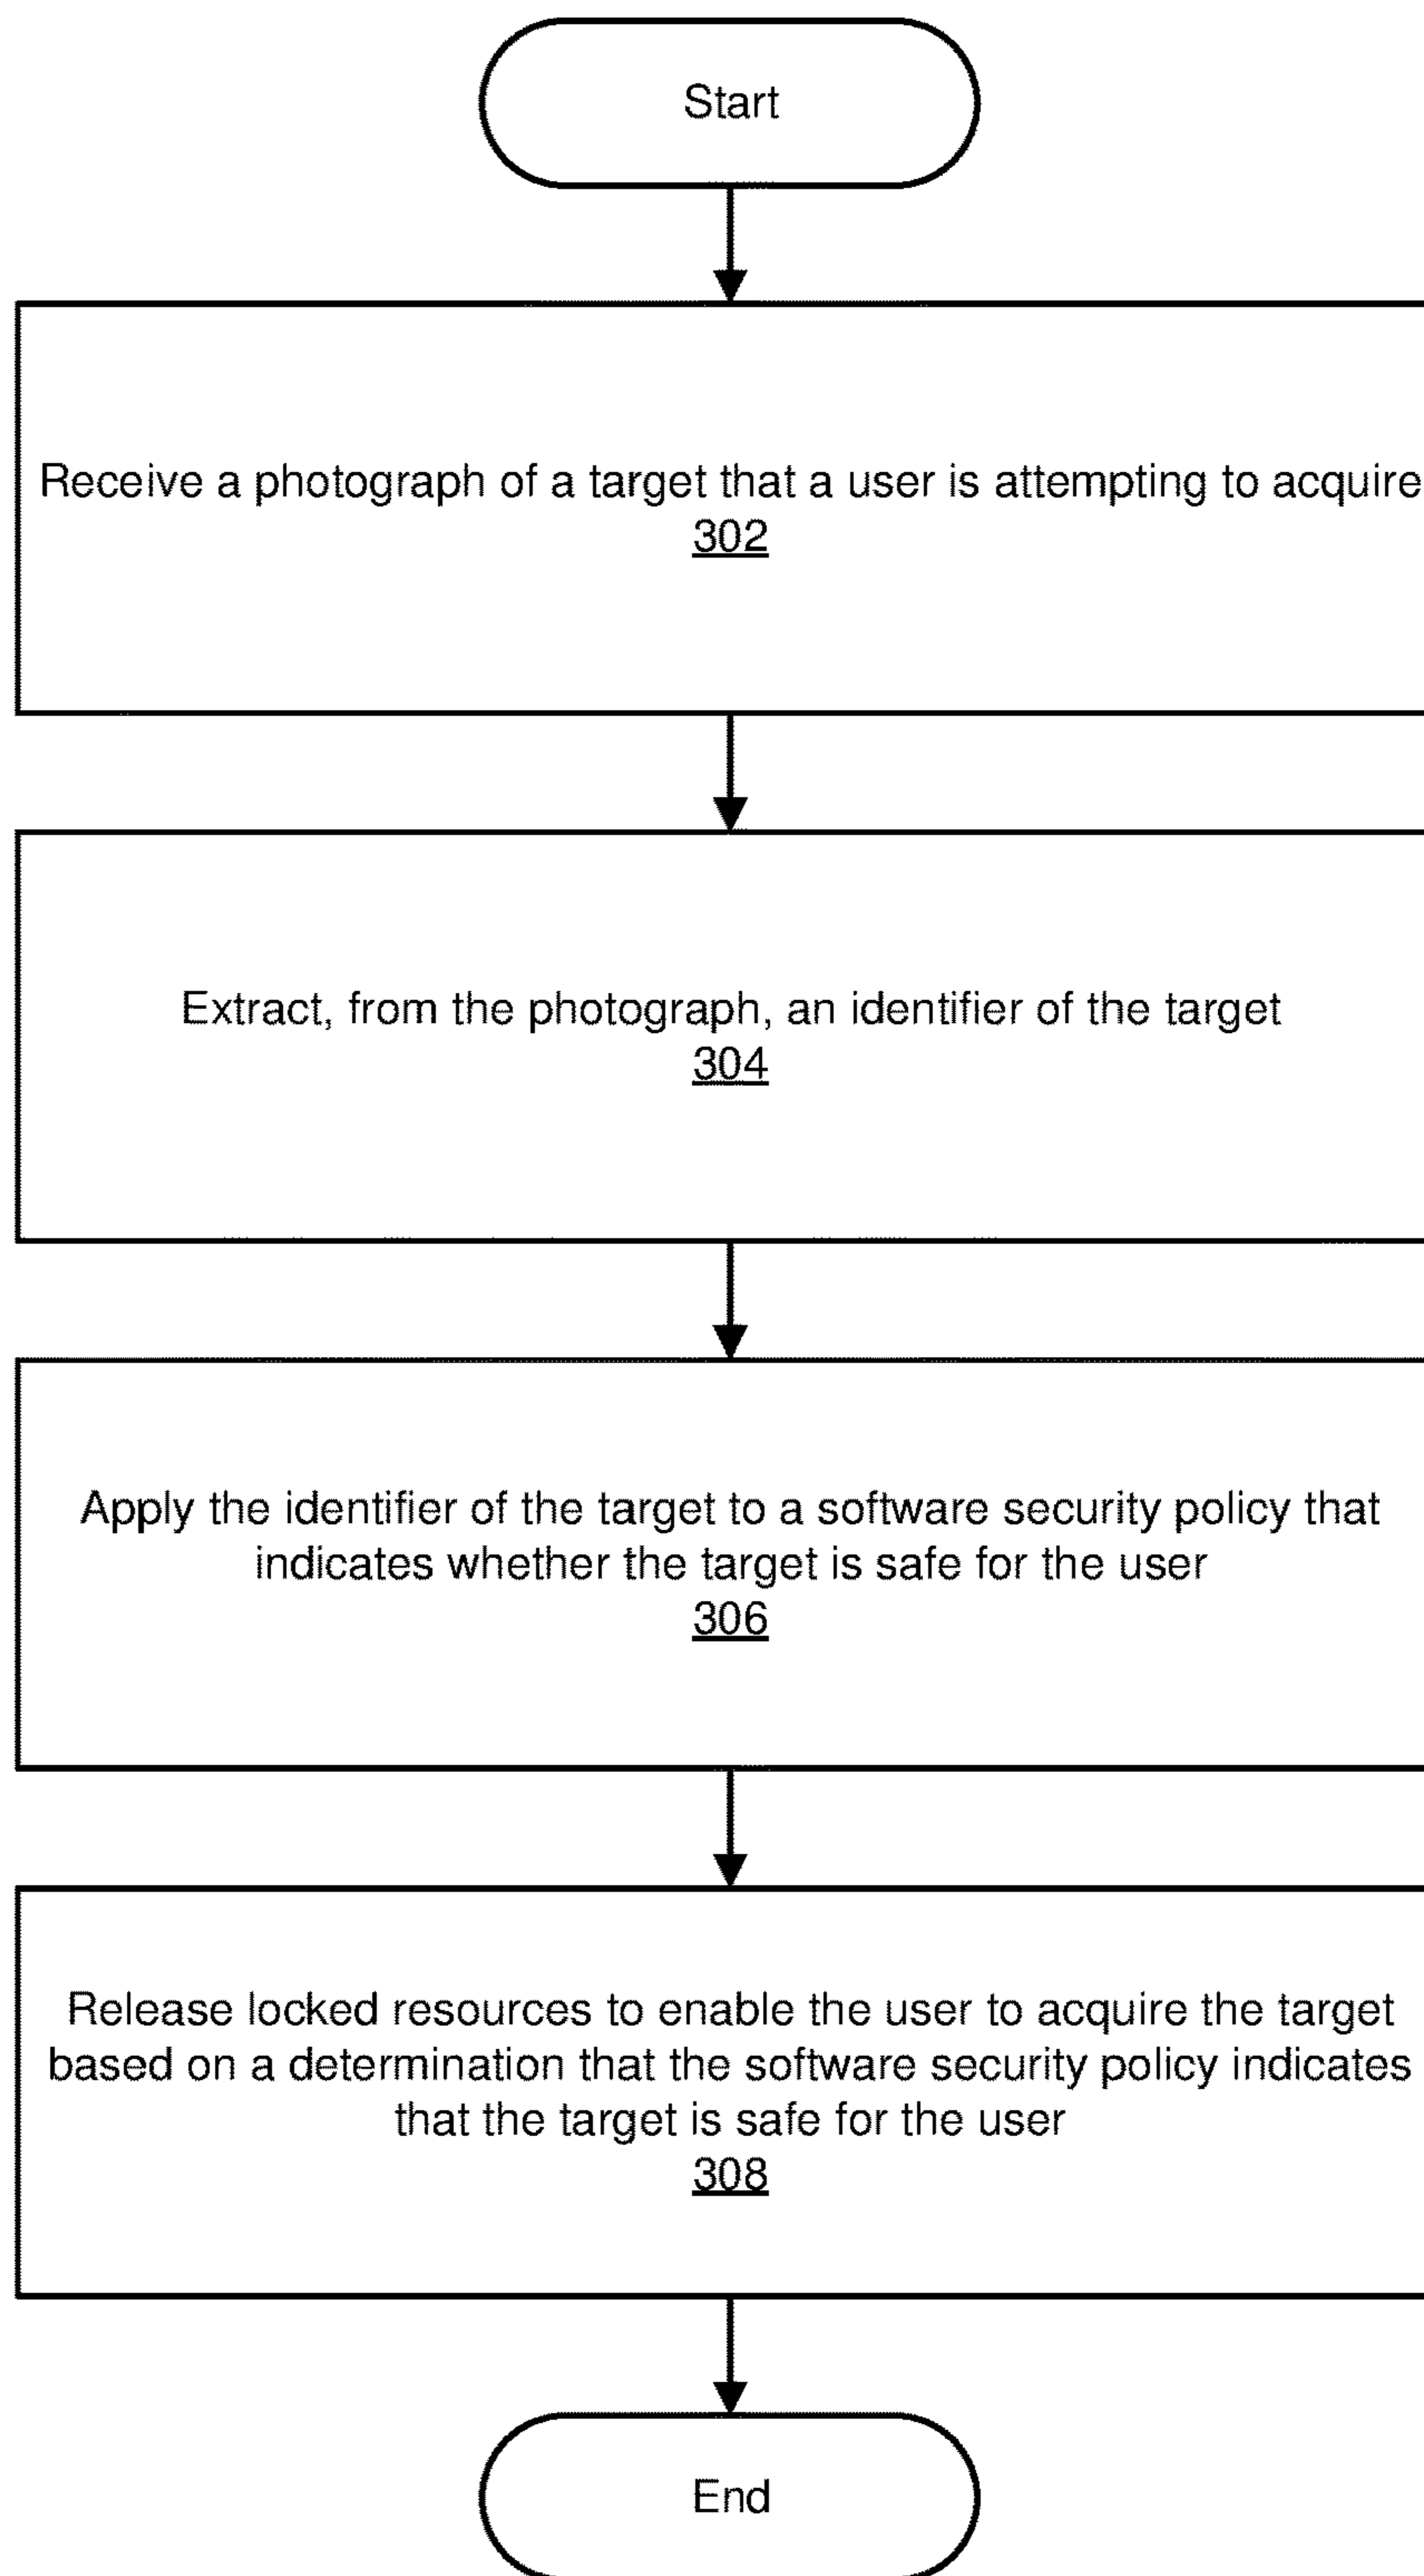 Start
Receive a photograph of a target that a user is attempting to acquire
302
Extract, from the photograph, an identifier of the target
304
Apply the identifier of the target to a software security policy that
indicates whether the target is safe for the user
306
Release locked resources to enable the user to acquire the target
based on a determination that the software security policy indicates
that the target is safe for the user
308
End